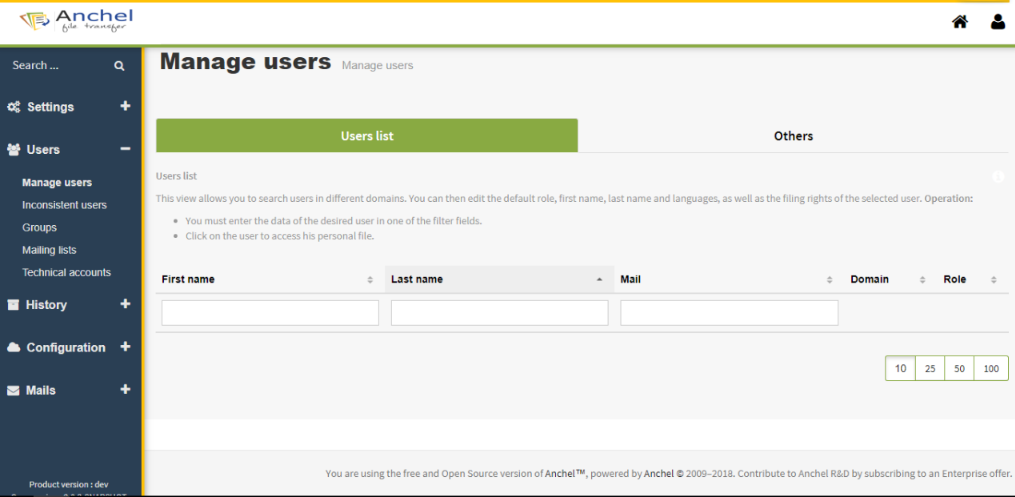 Anchel
file transfer
Search ...
Manage users Manage users
Settings +
Users list
Others
Users −
Users list
Manage users
This view allows you to search users in different domains. You can then edit the default role, first name, last name and languages, as well as the filing rights of the selected user. Operation:
Inconsistent users
• You must enter the data of the desired user in one of the filter fields.
Groups
• Click on the user to access his personal file.
Mailing lists
Technical accounts
First name Last name Mail Domain Role
History +
Configuration +
10 25 50 100
Mails +
You are using the free and Open Source version of Anchel™, powered by Anchel © 2009–2018. Contribute to Anchel R&D by subscribing to an Enterprise offer.
Product version : dev